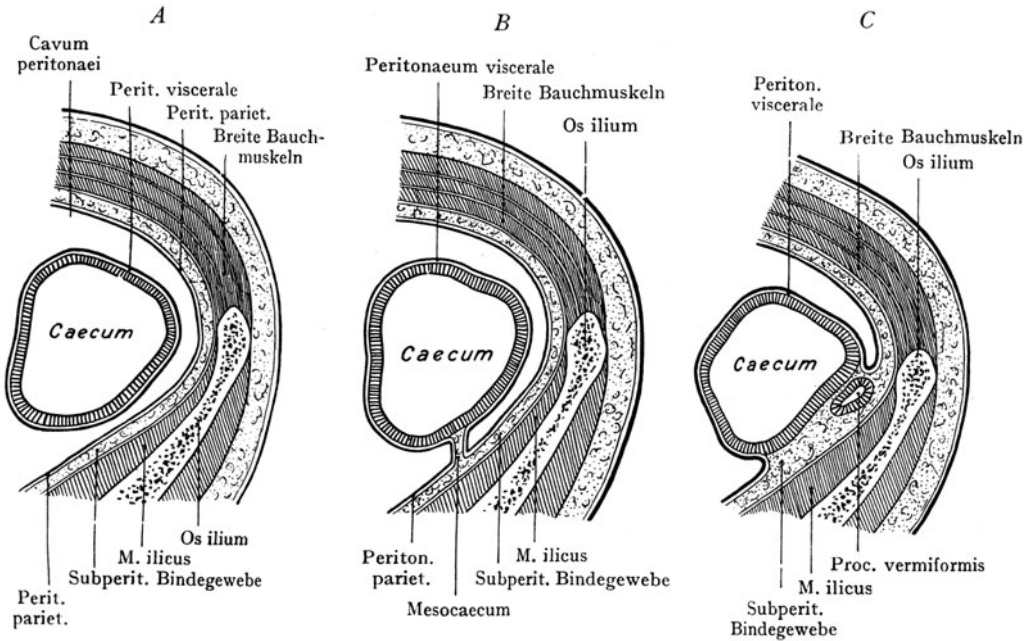 A
Cavum
peritonaei
Perit. viscerale
Perit. pariet.
Breite Bauch-
muskeln
Caecum
Os ilium
M. ilicus
Subperit. Bindegewebe
Perit.
pariet.
B
Peritonaeum viscerale
Breite Bauchmuskeln
Os ilium
Caecum
Periton.
pariet.
M. ilicus
Subperit. Bindegewebe
Mesocaecum
C
Periton.
viscerale
Breite Bauchmuskeln
Os ilium
Caecum
Proc. vermiformis
M. ilicus
Subperit.
Bindegewebe